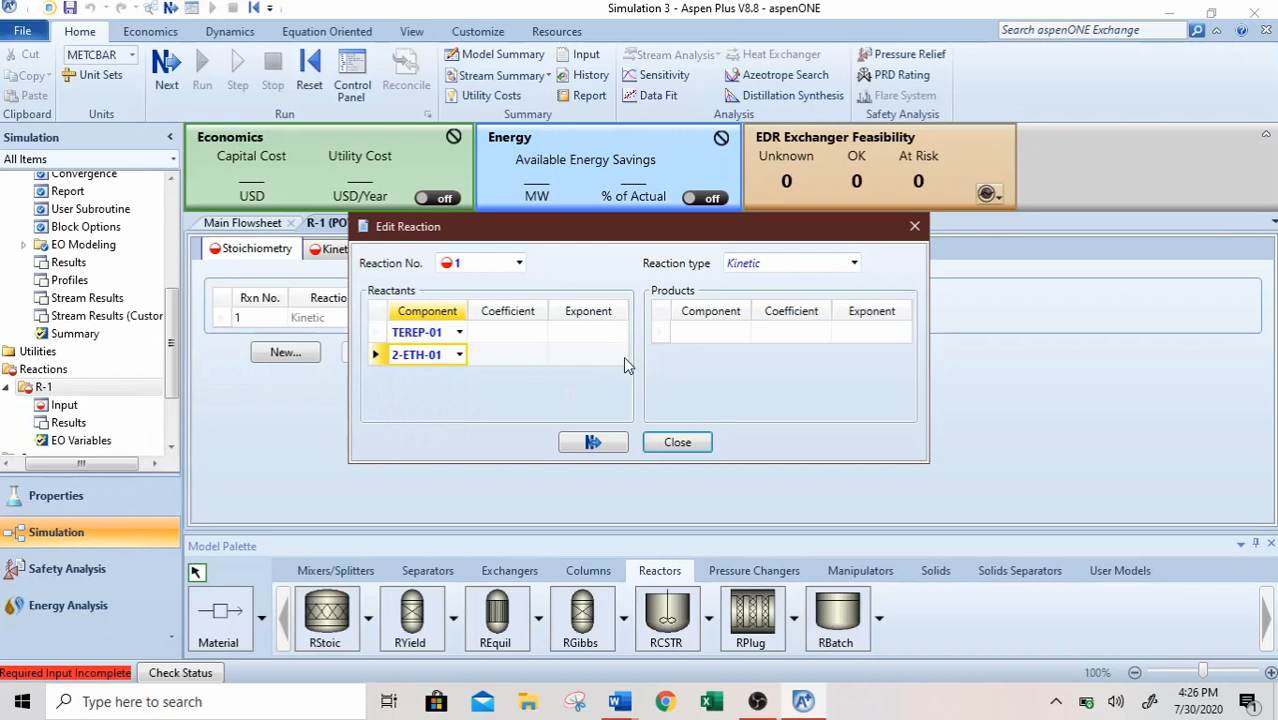 Simulation 3 - Aspen Plus V8.8 - aspenONE
File Home Economics Dynamics Equation Oriented View Customize Resources Search aspenONE Exchange
Cut METCBAR Model Summary Input Stream Analysis Heat Exchanger Pressure Relief
Copy Unit Sets Stream Summary History Sensitivity Azeotrope Search PRD Rating
Paste Next Run Step Stop Reset Control Panel Reconcile Utility Costs Report Data Fit Distillation Synthesis Flare System
Clipboard Units Run Summary Analysis Safety Analysis
Simulation
All Items
Economics
Capital Cost Utility Cost
USD USD/Year off
Energy
Available Energy Savings
MW % of Actual off
EDR Exchanger Feasibility
Unknown OK At Risk
0 0 0
Convergence
Report
User Subroutine
Block Options
EO Modeling
Results
Profiles
Stream Results
Stream Results (Custor
Summary
Utilities
Reactions
R-1
Input
Results
EO Variables
Main Flowsheet R-1 (PO
Stoichiometry Kinet
Rxn No. Reactio
1 Kinetic
New...
Edit Reaction
Reaction No. 1 Reaction type Kinetic
Reactants Products
Component Coefficient Exponent Component Coefficient Exponent
TEREP-01
2-ETH-01
N Close
Properties
Simulation
Safety Analysis
Energy Analysis
Model Palette
Mixers/Splitters Separators Exchangers Columns Reactors Pressure Changers Manipulators Solids Solids Separators User Models
Material RStoic RYield REquil RGibbs RCSTR RPlug RBatch
Required Input Incomplete Check Status 100%
Type here to search
4:26 PM
7/30/2020